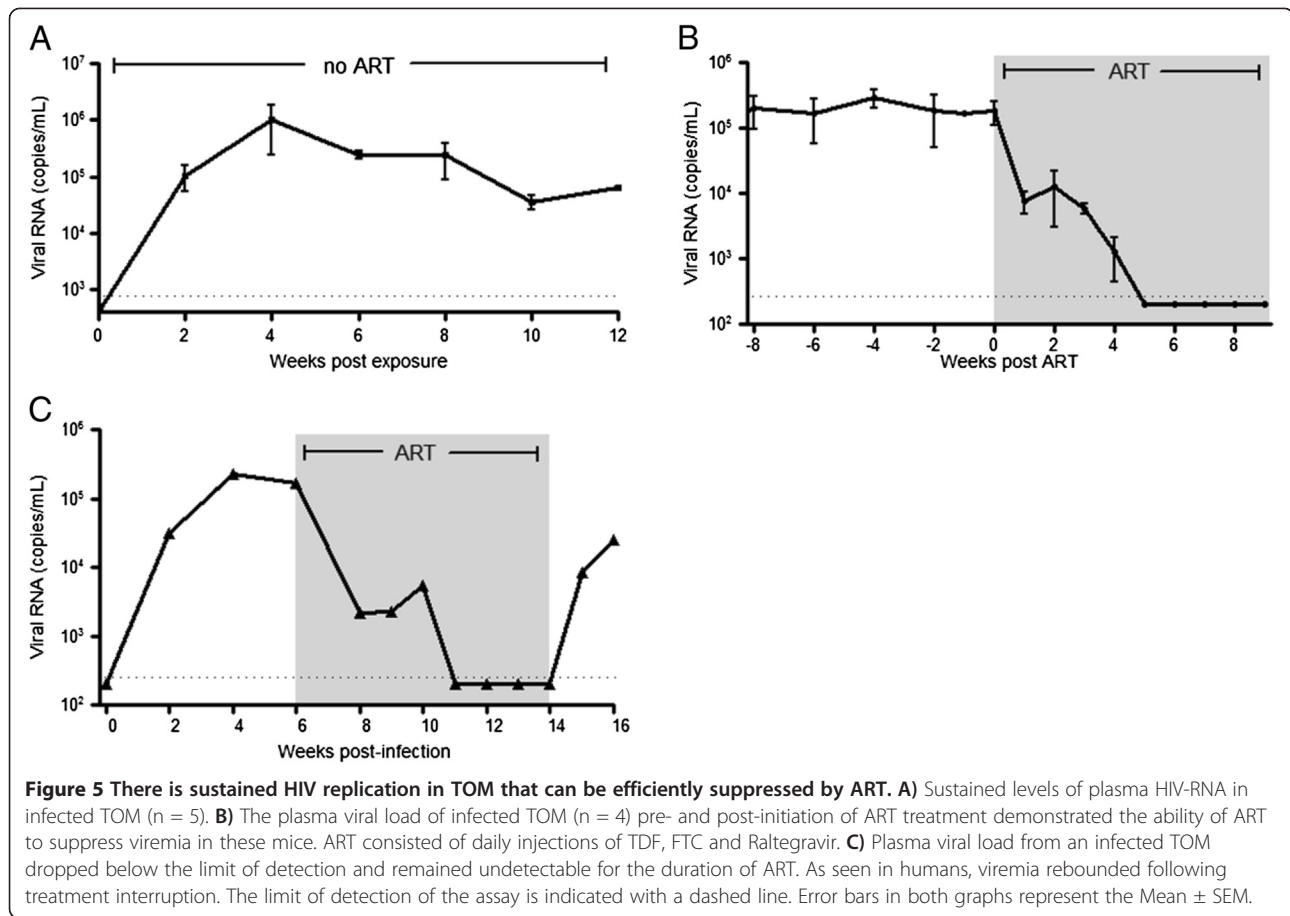 A
no ART
Viral RNA (copies/mL)
10⁷
10⁶
10⁵
10⁴
10³
0 2 4 6 8 10 12
Weeks post exposure
B
ART
Viral RNA (copies/mL)
10⁶
10⁵
10⁴
10³
10²
-8 -6 -4 -2 0 2 4 6 8
Weeks post ART
C
ART
Viral RNA (copies/mL)
10⁶
10⁵
10⁴
10³
10²
0 2 4 6 8 10 12 14 16
Weeks post-infection
Figure 5 There is sustained HIV replication in TOM that can be efficiently suppressed by ART. A) Sustained levels of plasma HIV-RNA in
infected TOM (n = 5). B) The plasma viral load of infected TOM (n = 4) pre- and post-initiation of ART treatment demonstrated the ability of ART
to suppress viremia in these mice. ART consisted of daily injections of TDF, FTC and Raltegravir. C) Plasma viral load from an infected TOM
dropped below the limit of detection and remained undetectable for the duration of ART. As seen in humans, viremia rebounded following
treatment interruption. The limit of detection of the assay is indicated with a dashed line. Error bars in both graphs represent the Mean ± SEM.